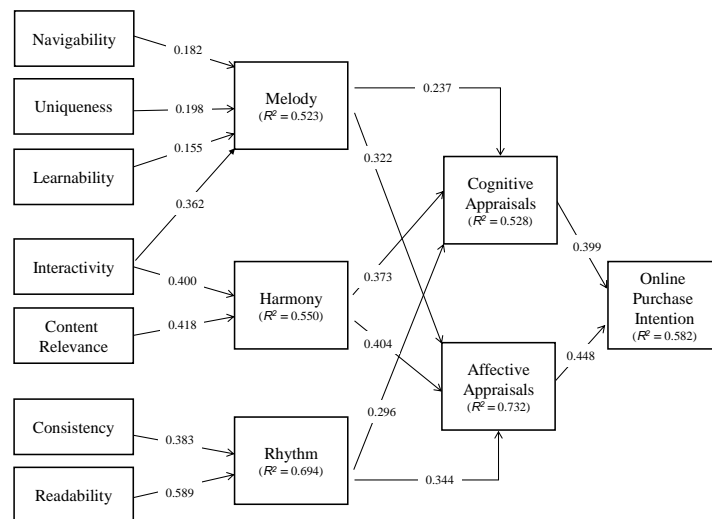 Navigability
0.182
Uniqueness
0.198
Learnability
0.155
0.362
Interactivity
0.400
Content
Relevance
0.418
Consistency
0.383
Readability
0.589
Melody
(R² = 0.523)
Harmony
(R² = 0.550)
Rhythm
(R² = 0.694)
0.237
0.322
0.373
0.404
0.296
0.344
Cognitive
Appraisals
(R² = 0.528)
Affective
Appraisals
(R² = 0.732)
0.399
0.448
Online
Purchase
Intention
(R² = 0.582)